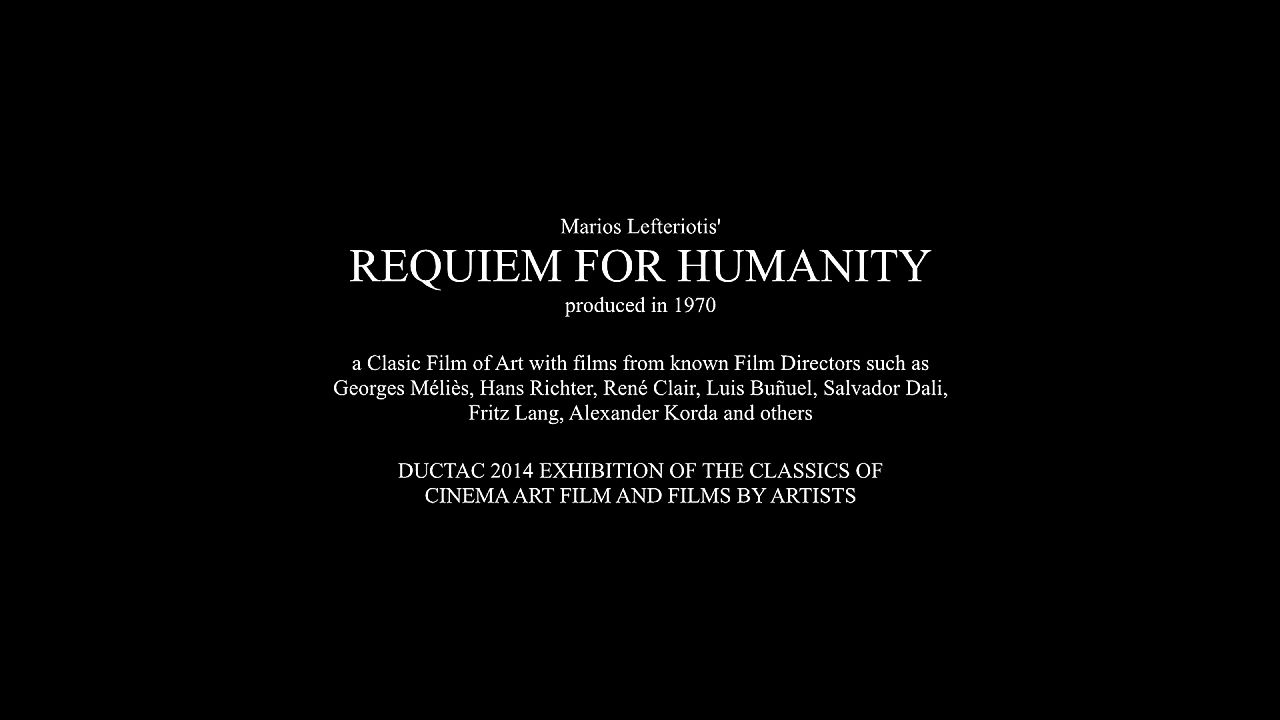 Marios Lefteriotis'
REQUIEM FOR HUMANITY
produced in 1970
a Clasic Film of Art with films from known Film Directors such as
Georges Méliès, Hans Richter, René Clair, Luis Buñuel, Salvador Dali,
Fritz Lang, Alexander Korda and others
DUCTAC 2014 EXHIBITION OF THE CLASSICS OF
CINEMA ART FILM AND FILMS BY ARTISTS